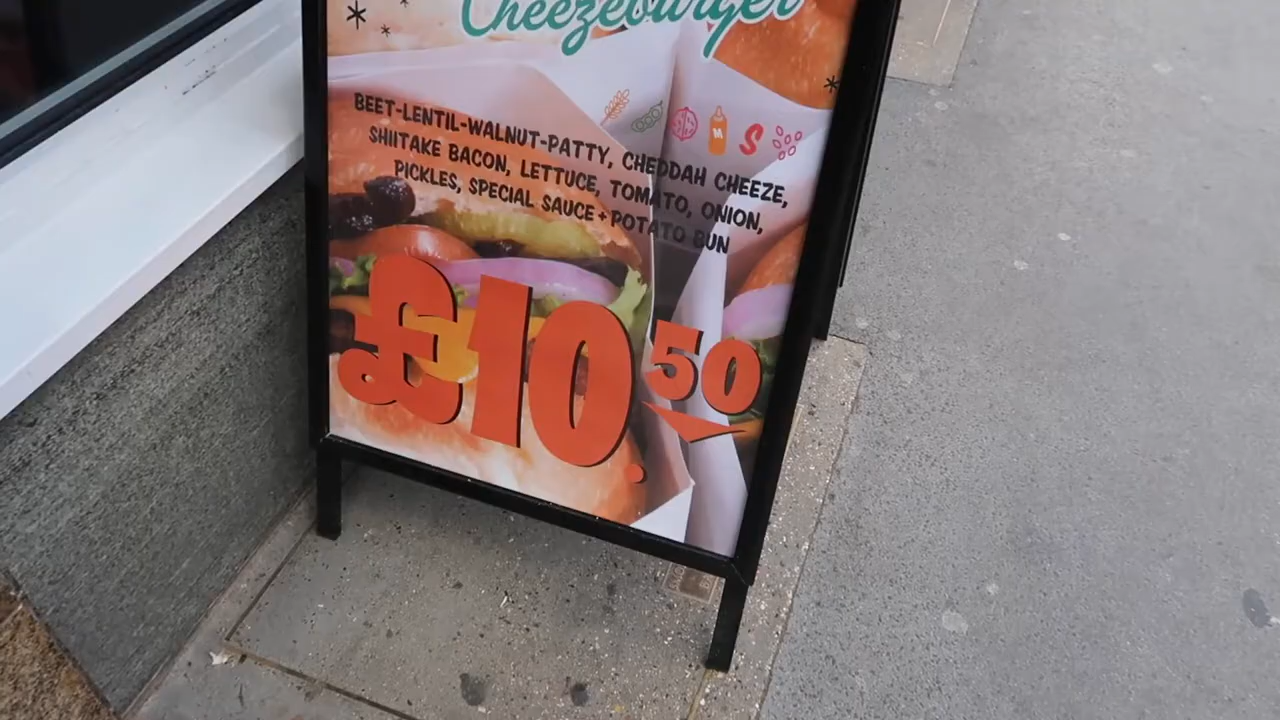 Cheezeburger
BEET-LENTIL-WALNUT-PATTY, CHEDDAH CHEEZE,
SHIITAKE BACON, LETTUCE, TOMATO, ONION,
PICKLES, SPECIAL SAUCE + POTATO BUN
£10.50